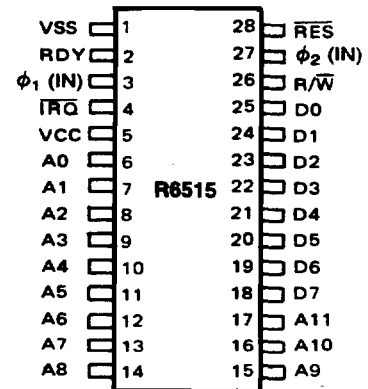 VSS 1 28 R̅E̅S̅
RDY 2 27 ϕ₂ (IN)
ϕ₁ (IN) 3 26 R/W̅
I̅R̅Q̅ 4 25 D0
VCC 5 24 D1
A0 6 23 D2
A1 7 R6515 22 D3
A2 8 21 D4
A3 9 20 D5
A4 10 19 D6
A5 11 18 D7
A6 12 17 A11
A7 13 16 A10
A8 14 15 A9